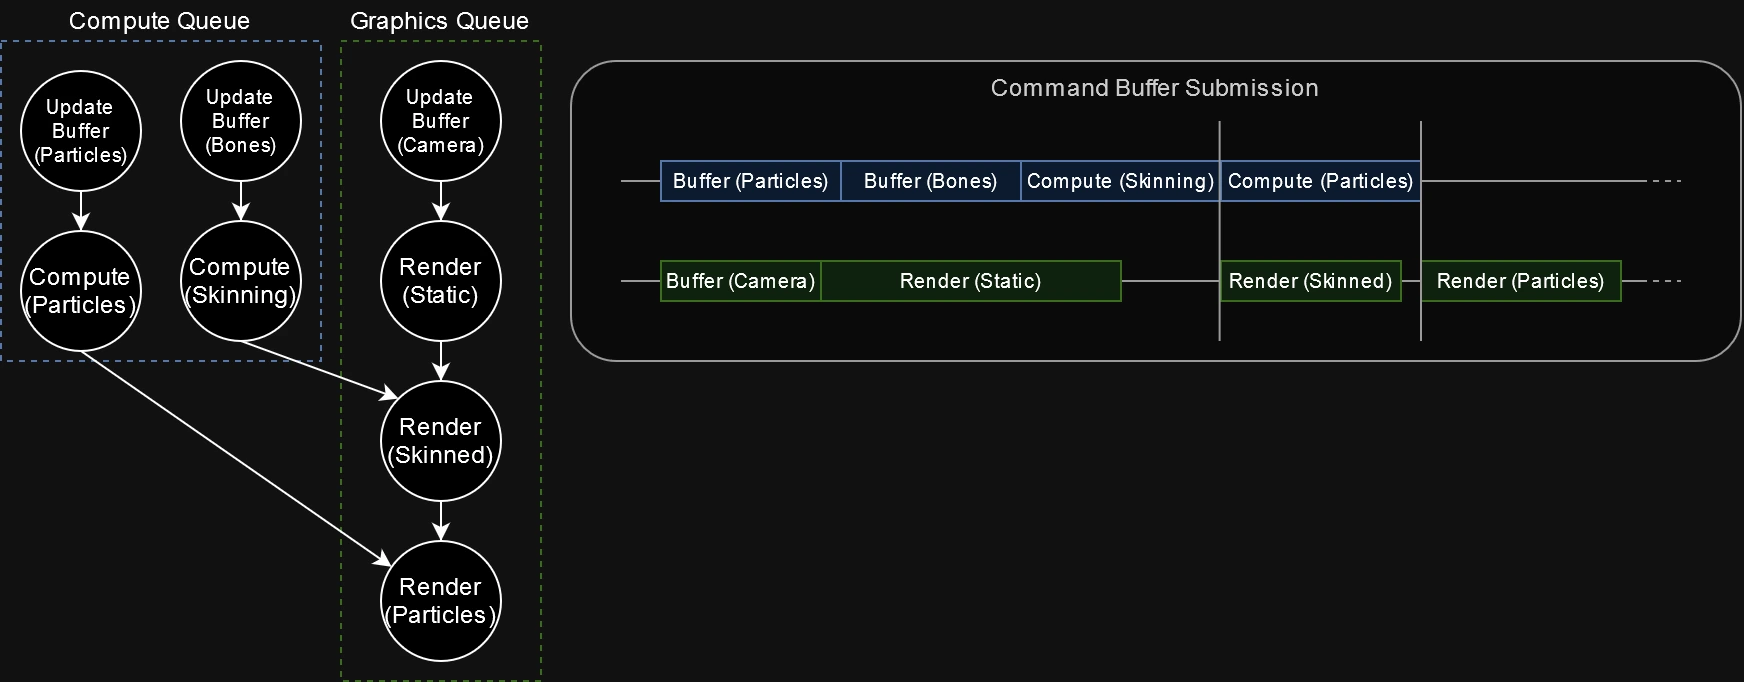 Compute Queue
Graphics Queue
Update
Buffer
(Particles)
Update
Buffer
(Bones)
Update
Buffer
(Camera)
Compute
(Particles)
Compute
(Skinning)
Render
(Static)
Render
(Skinned)
Render
(Particles)
Command Buffer Submission
Buffer (Particles)
Buffer (Bones)
Compute (Skinning)
Compute (Particles)
Buffer (Camera)
Render (Static)
Render (Skinned)
Render (Particles)